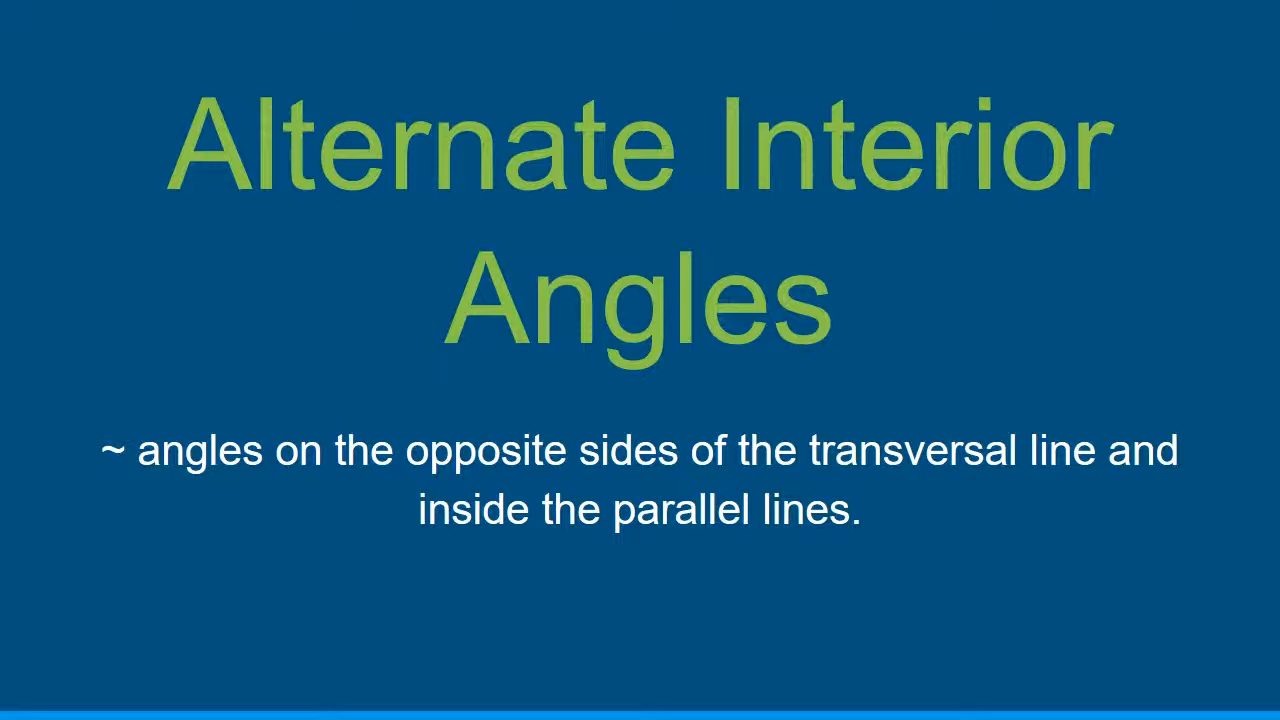 Alternate Interior
Angles
~ angles on the opposite sides of the transversal line and
inside the parallel lines.